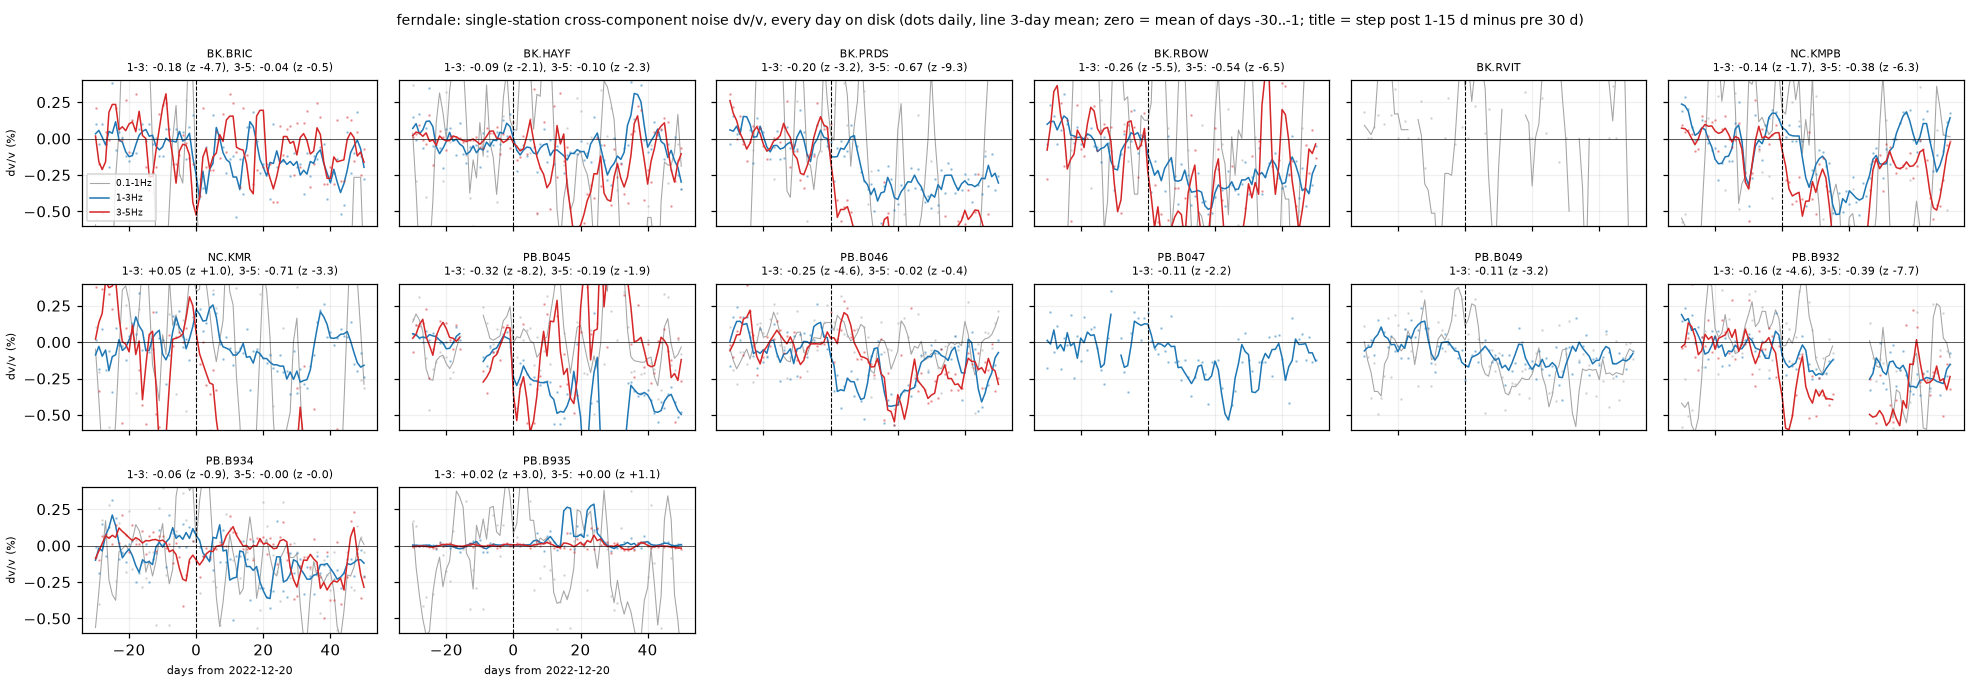 ferndale: single-station cross-component noise dv/v, every day on disk (dots daily, line 3-day mean; zero = mean of days -30..-1; title = step post 1-15 d minus pre 30 d)
BK.BRIC
1-3: -0.18 (z -4.7), 3-5: -0.04 (z -0.5)
BK.HAYF
1-3: -0.09 (z -2.1), 3-5: -0.10 (z -2.3)
BK.PRDS
1-3: -0.20 (z -3.2), 3-5: -0.67 (z -9.3)
BK.RBOW
1-3: -0.26 (z -5.5), 3-5: -0.54 (z -6.5)
BK.RVIT
NC.KMPB
1-3: -0.14 (z -1.7), 3-5: -0.38 (z -6.3)
dv/v (%)
0.25
0.00
−0.25
−0.50
0.1-1Hz
1-3Hz
3-5Hz
NC.KMR
1-3: +0.05 (z +1.0), 3-5: -0.71 (z -3.3)
PB.B045
1-3: -0.32 (z -8.2), 3-5: -0.19 (z -1.9)
PB.B046
1-3: -0.25 (z -4.6), 3-5: -0.02 (z -0.4)
PB.B047
1-3: -0.11 (z -2.2)
PB.B049
1-3: -0.11 (z -3.2)
PB.B932
1-3: -0.16 (z -4.6), 3-5: -0.39 (z -7.7)
dv/v (%)
0.25
0.00
−0.25
−0.50
PB.B934
1-3: -0.06 (z -0.9), 3-5: -0.00 (z -0.0)
PB.B935
1-3: +0.02 (z +3.0), 3-5: +0.00 (z +1.1)
dv/v (%)
0.25
0.00
−0.25
−0.50
−20 0 20 40
−20 0 20 40
days from 2022-12-20
days from 2022-12-20